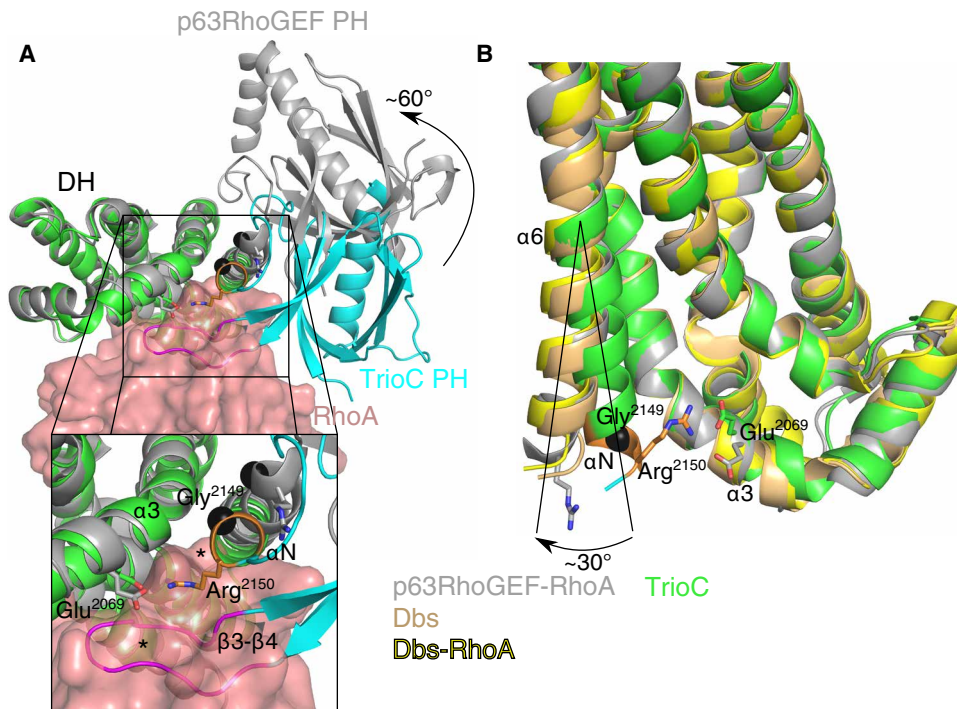 p63RhoGEF PH
A
B
~60°
DH
α6
TrioC PH
RhoA
Gly2149
Glu2069
αN
Arg2150
α3
~30°
Gly2149
α3
*
αN
Arg2150
Glu2069
β3-β4
*
p63RhoGEF-RhoA TrioC
Dbs
Dbs-RhoA